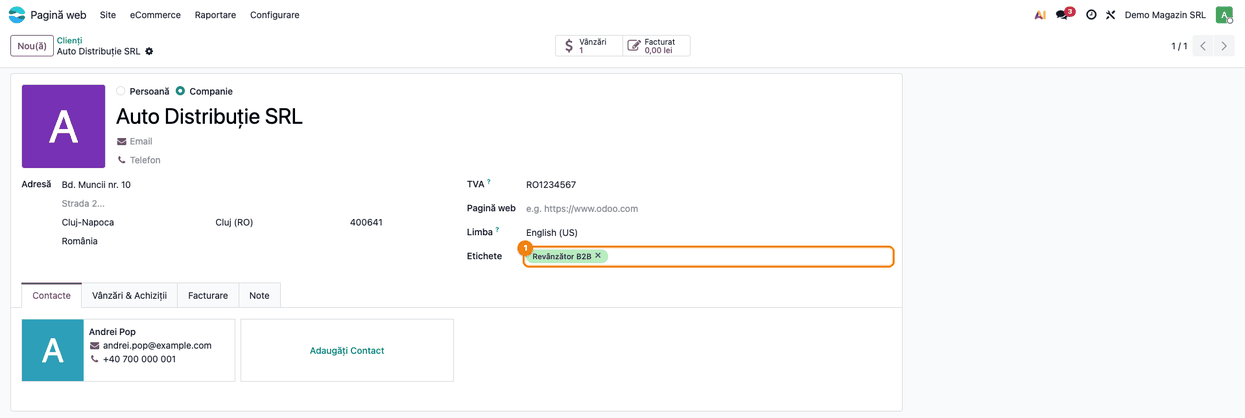 Pagină web Site eCommerce Raportare Configurare AI 3 Demo Magazin SRL A
Nou(ă) Clienți
Auto Distribuție SRL
Vânzări
1
Facturat
0,00 lei
1 / 1
A
Persoană Companie
Auto Distribuție SRL
Email
Telefon
Adresă Bd. Muncii nr. 10
Strada 2...
Cluj-Napoca Cluj (RO) 400641
România
TVA ? RO1234567
Pagină web e.g. https://www.odoo.com
Limba ? English (US)
1
Etichete Revânzător B2B ×
Contacte Vânzări & Achiziții Facturare Note
A
Andrei Pop
andrei.pop@example.com
+40 700 000 001
Adaugăți Contact